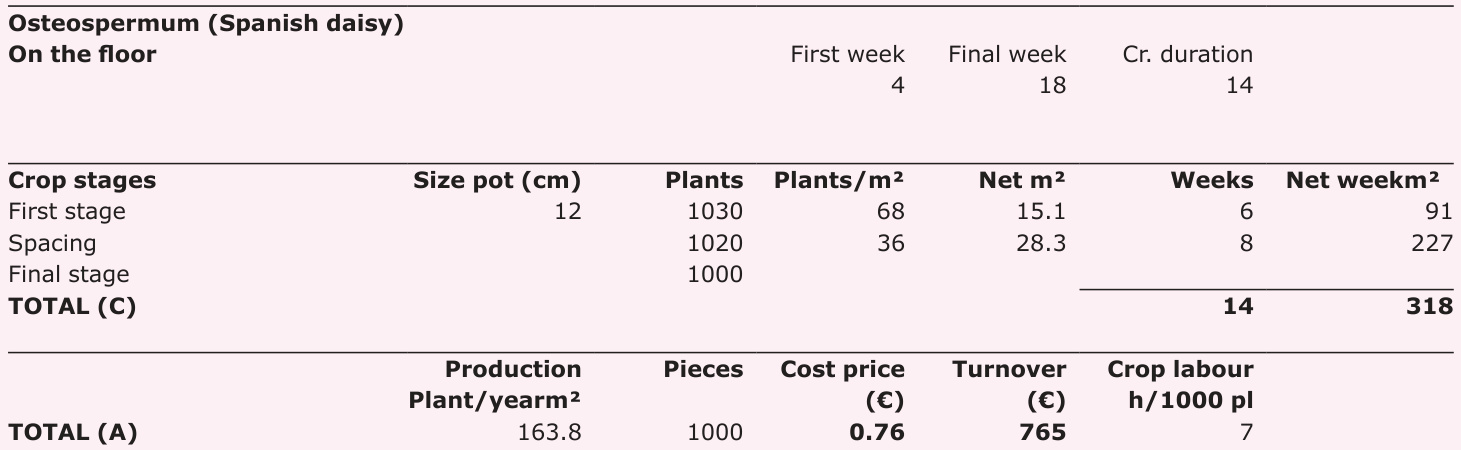 Osteospermum (Spanish daisy)
On the floor First week Final week Cr. duration
4 18 14
Crop stages Size pot (cm) Plants Plants/m² Net m² Weeks Net weekm²
First stage 12 1030 68 15.1 6 91
Spacing 1020 36 28.3 8 227
Final stage 1000
TOTAL (C) 14 318
Production Pieces Cost price Turnover Crop labour
Plant/yearm² (€) (€) h/1000 pl
TOTAL (A) 163.8 1000 0.76 765 7